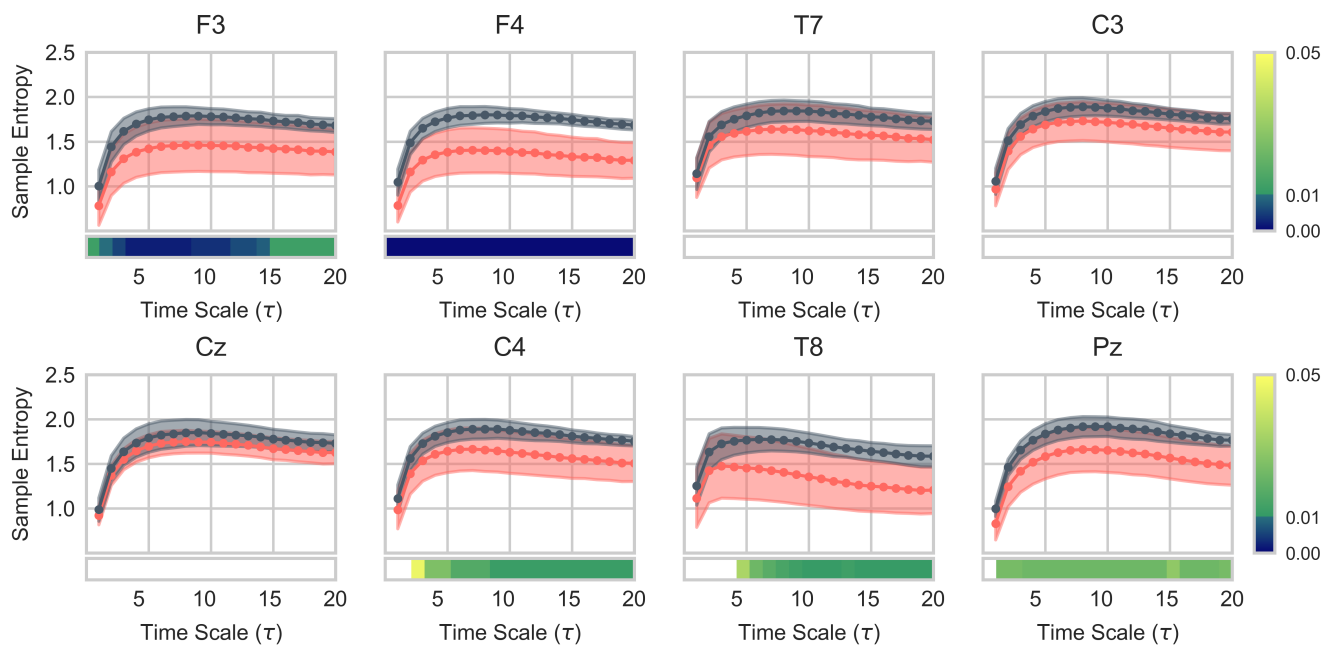 F3 F4 T7 C3
2.5 0.05
2.0
Sample Entropy
1.5
1.0 0.01
0.00
5 10 15 20 5 10 15 20 5 10 15 20 5 10 15 20
Time Scale (τ) Time Scale (τ) Time Scale (τ) Time Scale (τ)
Cz C4 T8 Pz
2.5 0.05
2.0
Sample Entropy
1.5
1.0 0.01
0.00
5 10 15 20 5 10 15 20 5 10 15 20 5 10 15 20
Time Scale (τ) Time Scale (τ) Time Scale (τ) Time Scale (τ)